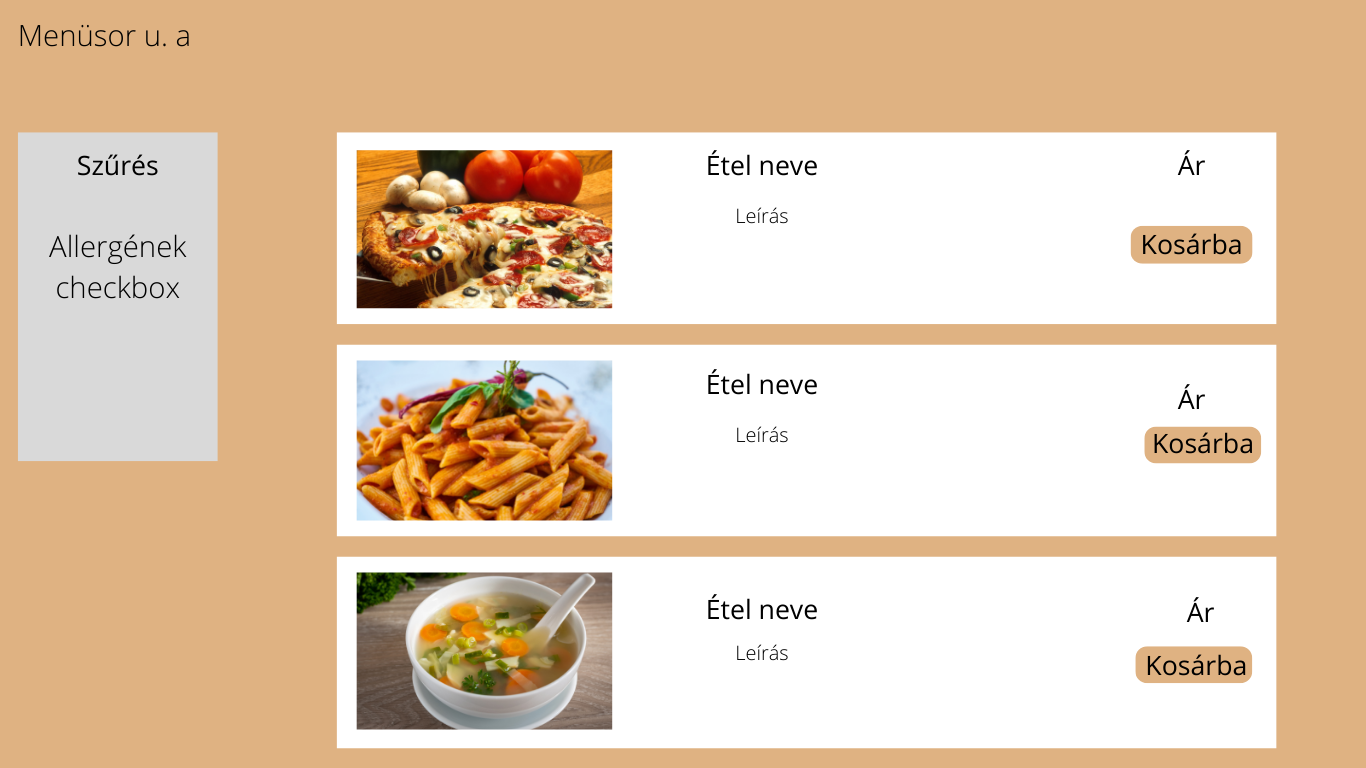 Menüsor u. a
Szűrés
Allergének
checkbox
Étel neve
Leírás
Ár
Kosárba
Étel neve
Leírás
Ár
Kosárba
Étel neve
Leírás
Ár
Kosárba